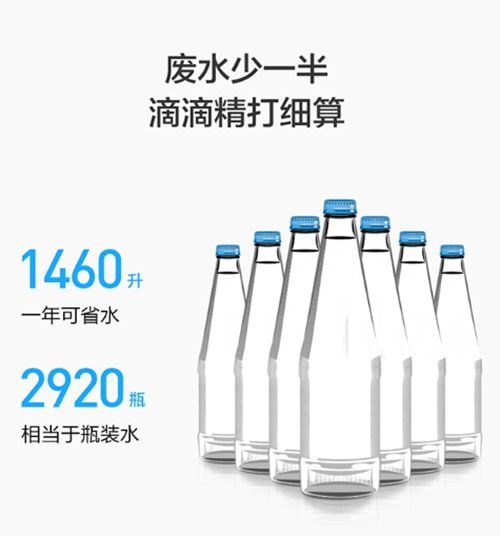 废水少一半
滴滴精打细算
1460升
一年可省水
2920瓶
相当于瓶装水